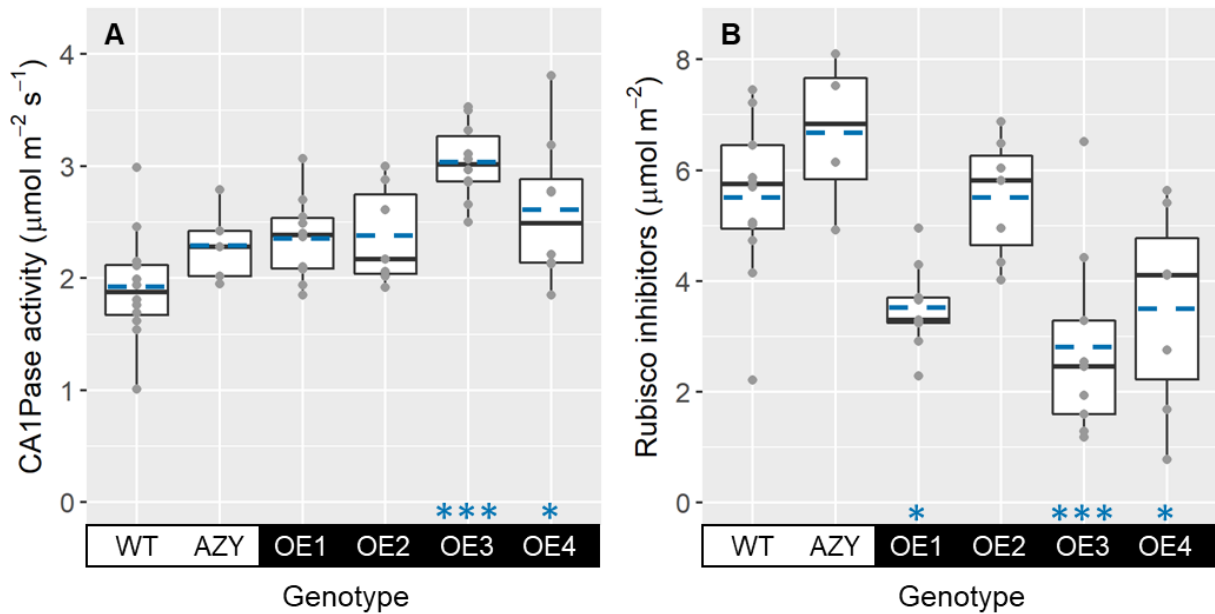 A
CA1Pase activity (μmol m⁻² s⁻¹)
4
3
2
1
0
*** *
WT AZY OE1 OE2 OE3 OE4
Genotype
B
Rubisco inhibitors (μmol m⁻²)
8
6
4
2
0
* *** *
WT AZY OE1 OE2 OE3 OE4
Genotype